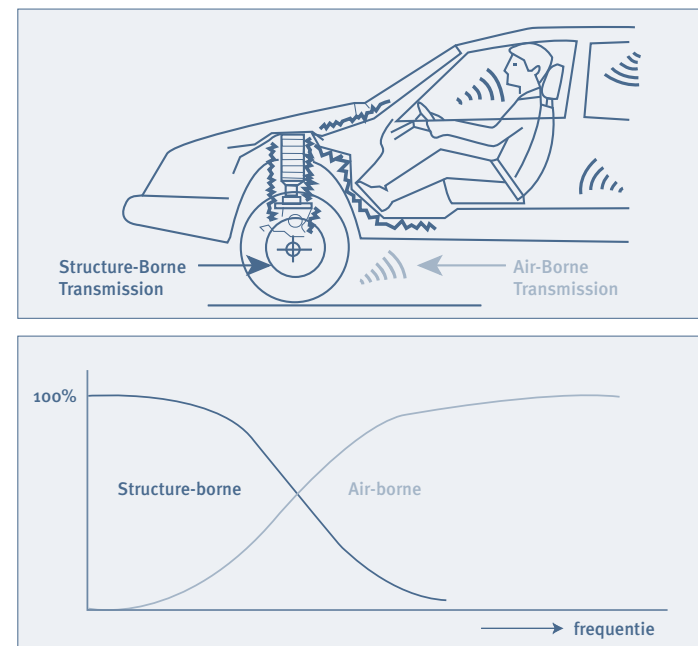 Structure-Borne
Transmission
Air-Borne
Transmission
100%
Structure-borne
Air-borne
frequentie